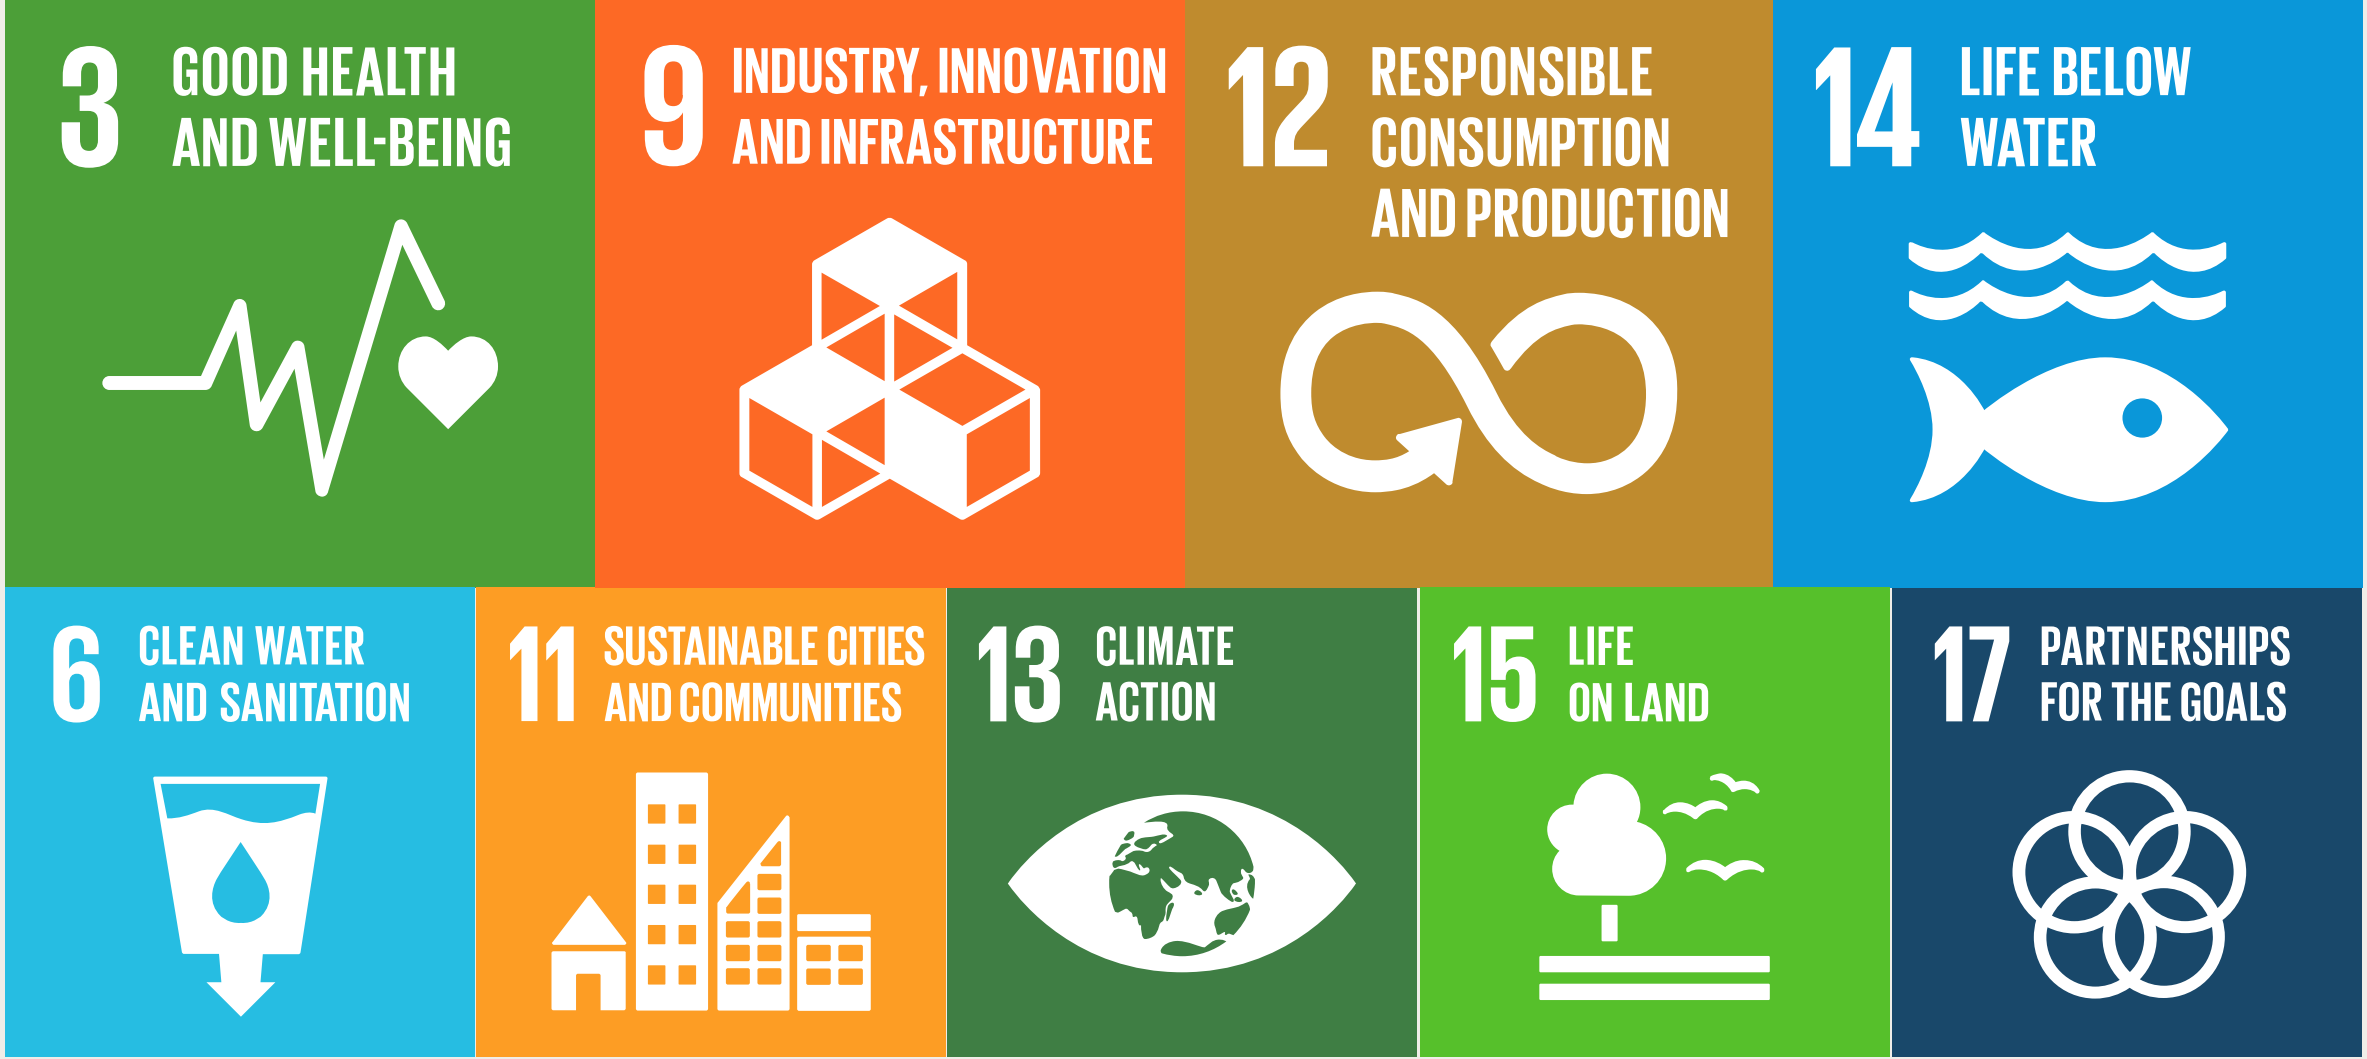 3
GOOD HEALTH
AND WELL-BEING
9
INDUSTRY, INNOVATION
AND INFRASTRUCTURE
12
RESPONSIBLE
CONSUMPTION
AND PRODUCTION
14
LIFE BELOW
WATER
6
CLEAN WATER
AND SANITATION
11
SUSTAINABLE CITIES
AND COMMUNITIES
13
CLIMATE
ACTION
15
LIFE
ON LAND
17
PARTNERSHIPS
FOR THE GOALS